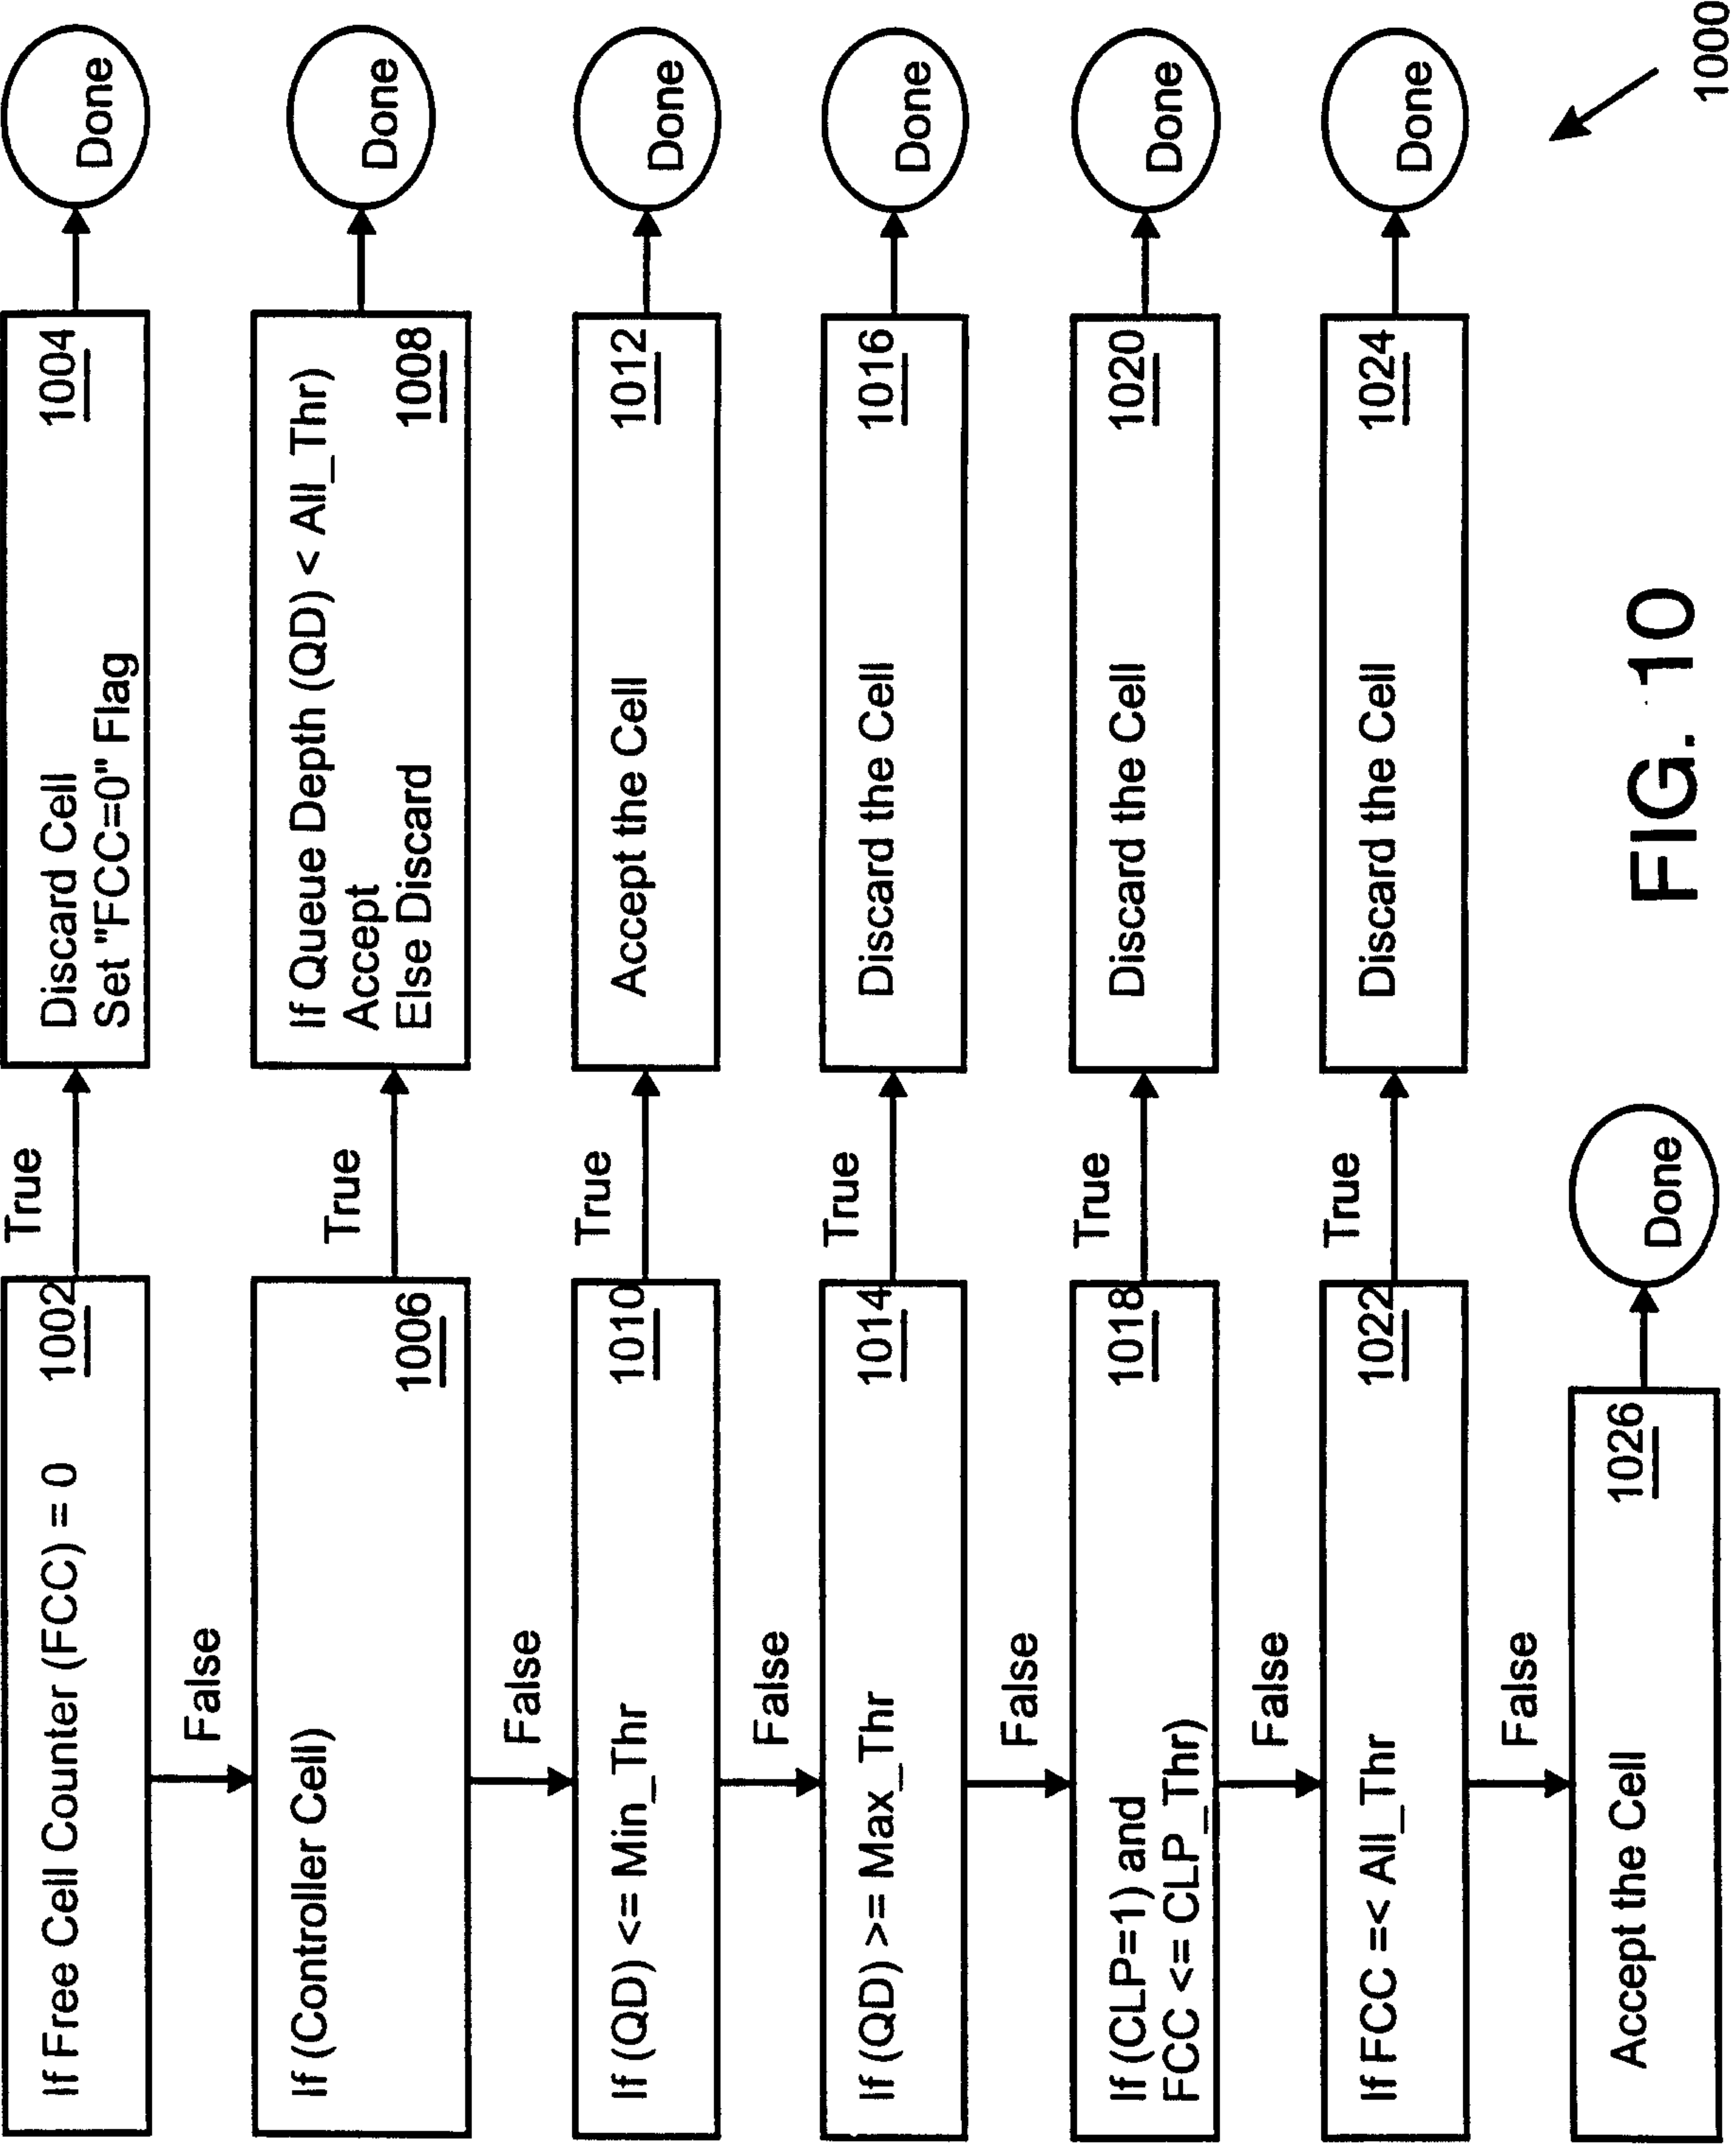 If Free Cell Counter (FCC) = 0 1002
True
Discard Cell 1004
Set "FCC=0" Flag
Done
False
If (Controller Cell)
1006
True
If Queue Depth (QD) < All_Thr)
Accept
Else Discard 1008
Done
False
If (QD) <= Min_Thr 1010
True
Accept the Cell 1012
Done
False
If (QD) >= Max_Thr 1014
True
Discard the Cell 1016
Done
False
If (CLP=1) and 1018
FCC <= CLP_Thr)
True
Discard the Cell 1020
Done
False
If FCC =< All_Thr 1022
True
Discard the Cell 1024
Done
False
Accept the Cell 1026
Done
FIG. 10
1000